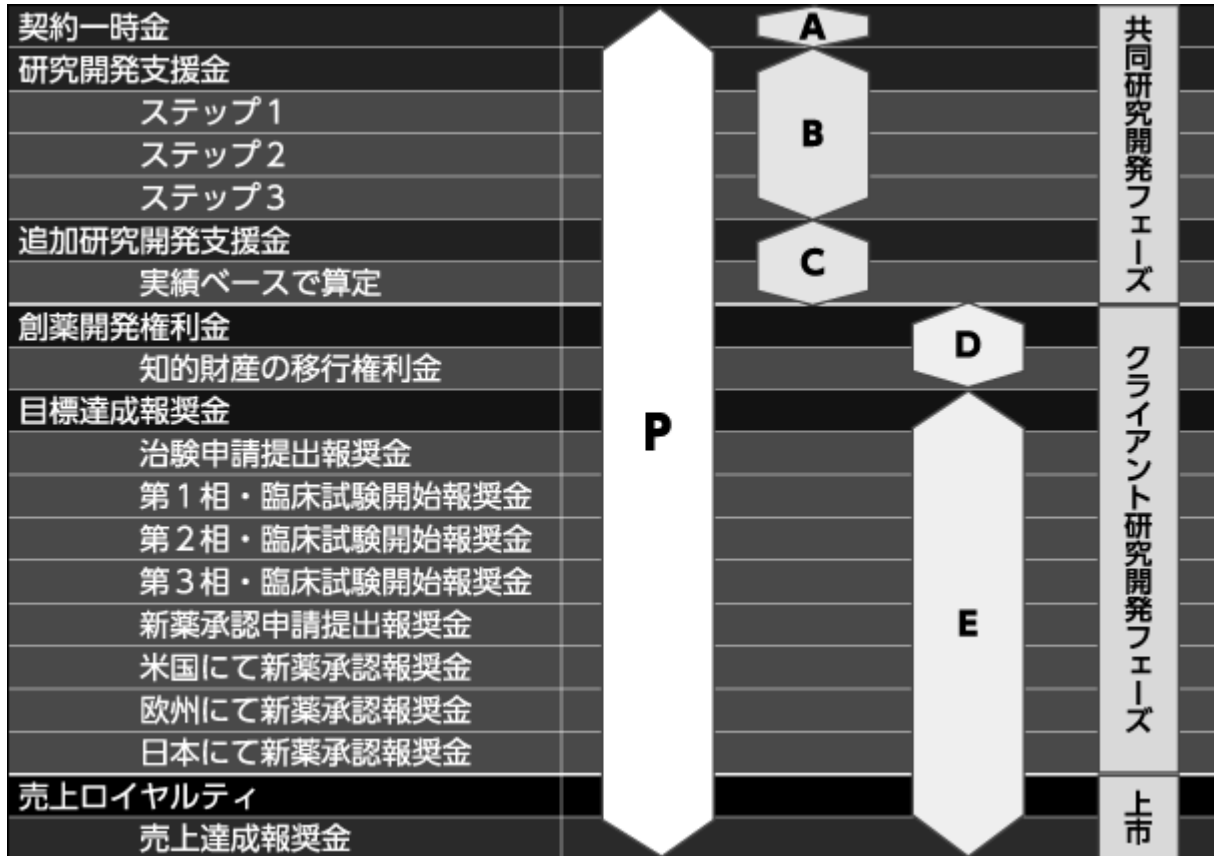 契約一時金
研究開発支援金
ステップ1
ステップ2
ステップ3
追加研究開発支援金
実績ベースで算定
創薬開発権利金
知的財産の移行権利金
目標達成報奨金
治験申請提出報奨金
第1相・臨床試験開始報奨金
第2相・臨床試験開始報奨金
第3相・臨床試験開始報奨金
新薬承認申請提出報奨金
米国にて新薬承認報奨金
欧州にて新薬承認報奨金
日本にて新薬承認報奨金
売上ロイヤルティ
売上達成報奨金
P
A
B
C
D
E
共同研究開発フェーズ
クライアント研究開発フェーズ
上市